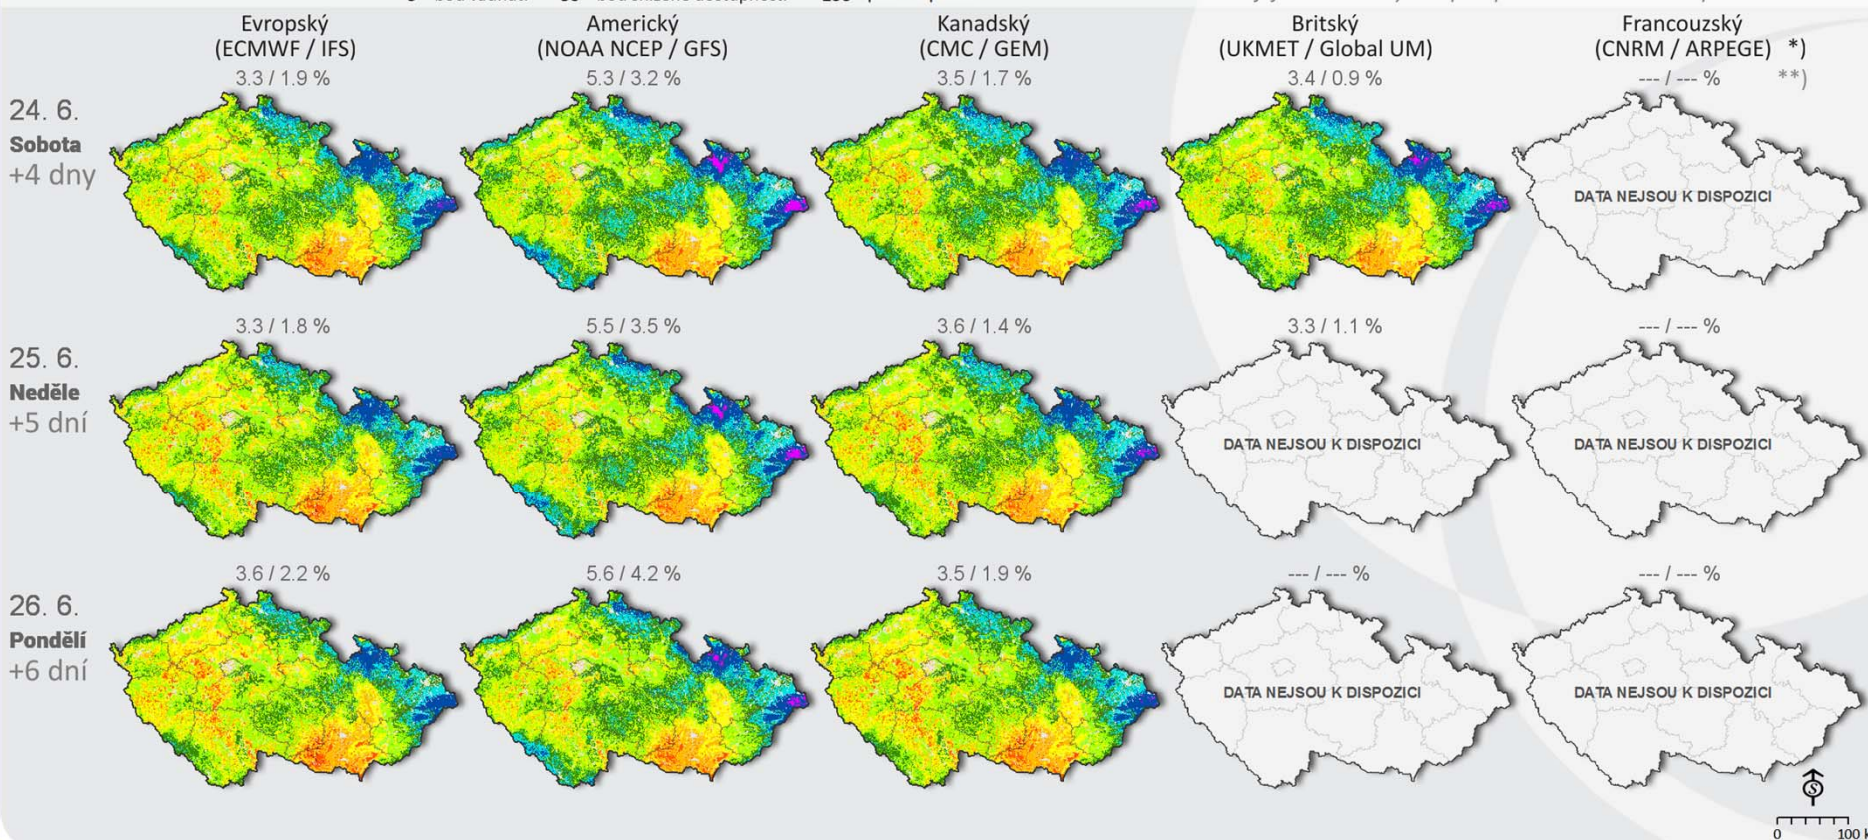 Evropský
(ECMWF / IFS)
Americký
(NOAA NCEP / GFS)
Kanadský
(CMC / GEM)
Britský
(UKMET / Global UM)
Francouzský
(CNRM / ARPEGE) *)
24. 6.
Sobota
+4 dny
3.3 / 1.9 %
5.3 / 3.2 %
3.5 / 1.7 %
3.4 / 0.9 %
--- / --- % **)
DATA NEJSOU K DISPOZICI
25. 6.
Neděle
+5 dní
3.3 / 1.8 %
5.5 / 3.5 %
3.6 / 1.4 %
3.3 / 1.1 %
--- / --- %
DATA NEJSOU K DISPOZICI
DATA NEJSOU K DISPOZICI
26. 6.
Pondělí
+6 dní
3.6 / 2.2 %
5.6 / 4.2 %
3.5 / 1.9 %
--- / --- %
--- / --- %
DATA NEJSOU K DISPOZICI
DATA NEJSOU K DISPOZICI
S
0 100 k